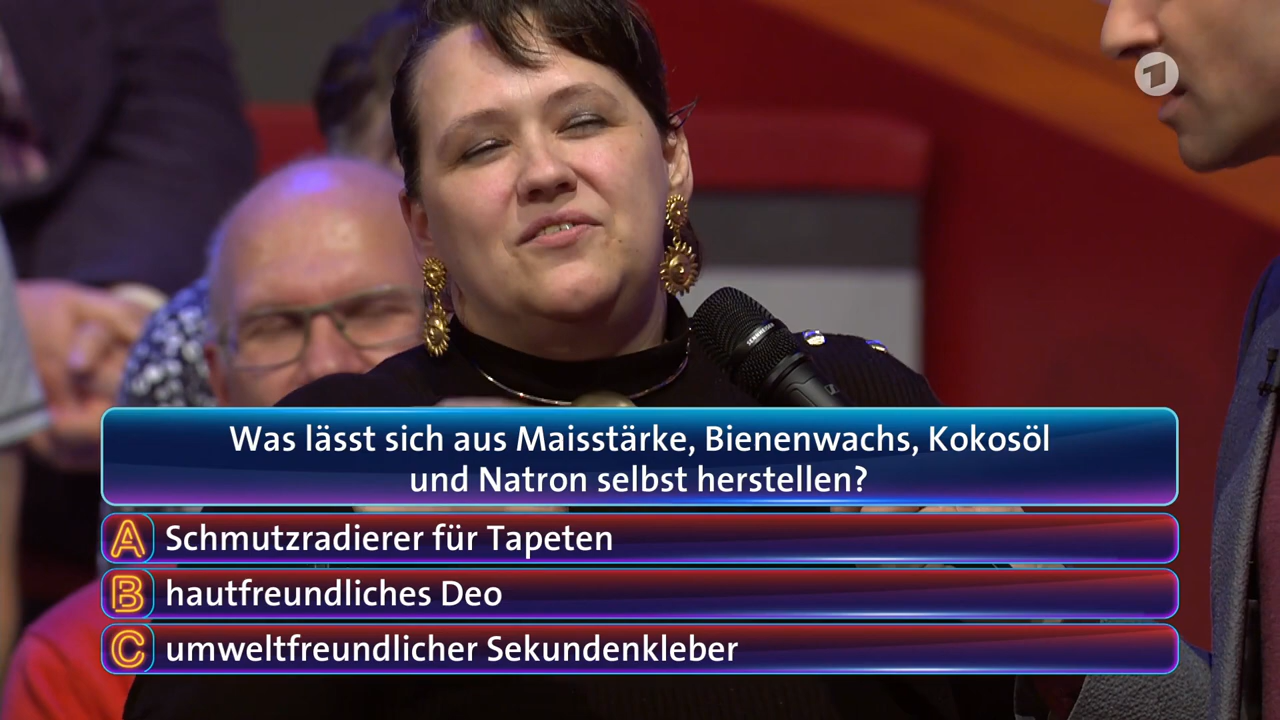 1
SENNHEISER
Was lässt sich aus Maisstärke, Bienenwachs, Kokosöl
und Natron selbst herstellen?
A Schmutzradierer für Tapeten
B hautfreundliches Deo
C umweltfreundlicher Sekundenkleber